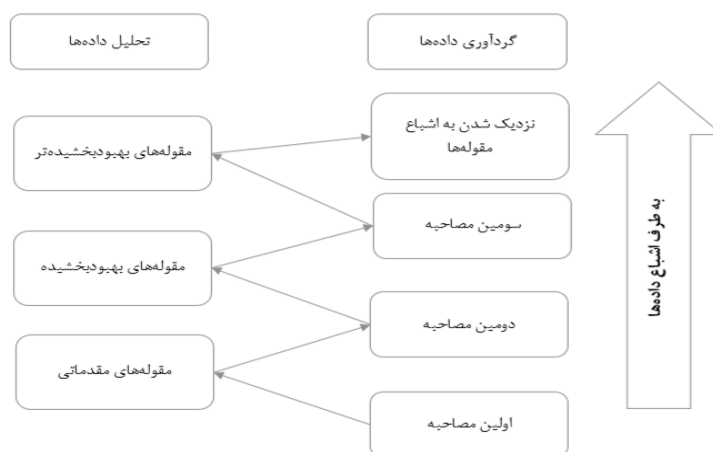 گردآوری داده‌ها
تحلیل داده‌ها
نزدیک شدن به اشباع
مقوله‌ها
مقوله‌های بهبودبخشیده‌تر
سومین مصاحبه
مقوله‌های بهبودبخشیده
دومین مصاحبه
مقوله‌های مقدماتی
اولین مصاحبه
به طرف اشباع داده‌ها